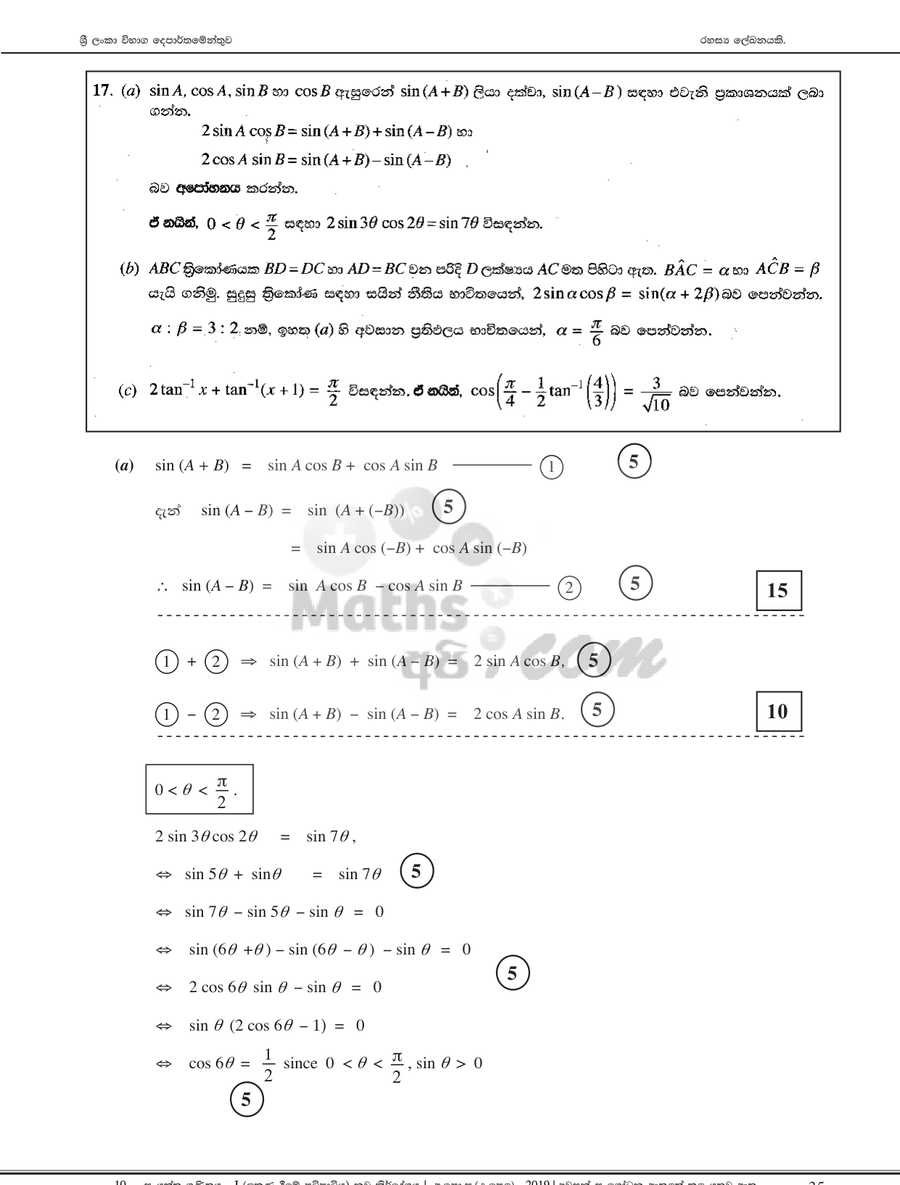 ශ්‍රී ලංකා විභාග දෙපාර්තමේන්තුව රහස්‍ය ලේඛනයකි.
17. (a) sin A, cos A, sin B හා cos B ඇසුරෙන් sin (A + B) ලියා දක්වා, sin (A − B) සඳහා එවැනි ප්‍රකාශනයක් ලබා
ගන්න.
2 sin A cos B = sin (A + B) + sin (A − B) හා
2 cos A sin B = sin (A + B) − sin (A − B)
බව අපෝහනය කරන්න.
ඒ නයින්, 0 < θ < π/2 සඳහා 2 sin 3θ cos 2θ = sin 7θ විසඳන්න.
(b) ABC ත්‍රිකෝණයක BD = DC හා AD = BC වන පරිදි D ලක්ෂ්‍යය AC මත පිහිටා ඇත. BÂC = α හා AĈB = β
යැයි ගනිමු. සුදුසු ත්‍රිකෝණ සඳහා සයින් නීතිය භාවිතයෙන්, 2 sin α cos β = sin(α + 2β) බව පෙන්වන්න.
α : β = 3 : 2 නම්, ඉහත (a) හි අවසාන ප්‍රතිඵලය භාවිතයෙන්, α = π/6 බව පෙන්වන්න.
(c) 2 tan⁻¹ x + tan⁻¹(x + 1) = π/2 විසඳන්න. ඒ නයින්, cos(π/4 − 1/2 tan⁻¹(4/3)) = 3/√10 බව පෙන්වන්න.
(a) sin (A + B) = sin A cos B + cos A sin B ① 5
දැන් sin (A – B) = sin (A + (–B)) 5
= sin A cos (–B) + cos A sin (–B)
∴ sin (A – B) = sin A cos B – cos A sin B ② 5 15
Maths
අපි .com
① + ② ⇒ sin (A + B) + sin (A – B) = 2 sin A cos B. 5
① – ② ⇒ sin (A + B) – sin (A – B) = 2 cos A sin B. 5 10
0 < θ < π/2 .
2 sin 3θ cos 2θ = sin 7θ ,
⇔ sin 5θ + sinθ = sin 7θ 5
⇔ sin 7θ – sin 5θ – sin θ = 0
⇔ sin (6θ +θ ) – sin (6θ – θ ) – sin θ = 0
5
⇔ 2 cos 6θ sin θ – sin θ = 0
⇔ sin θ (2 cos 6θ – 1) = 0
⇔ cos 6θ = 1/2 since 0 < θ < π/2 , sin θ > 0
5